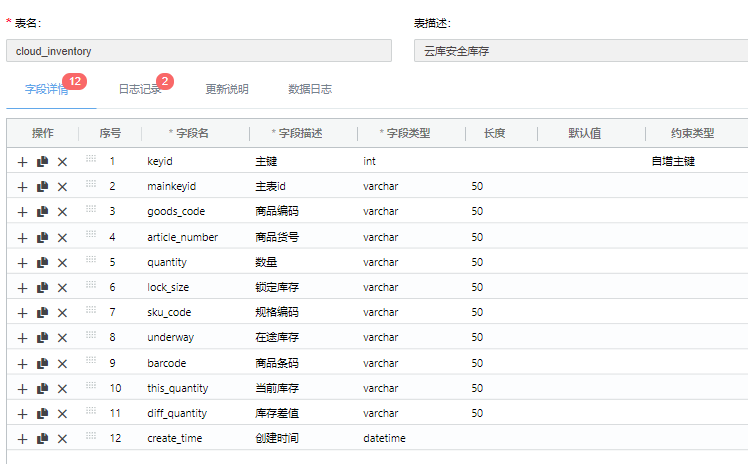 * 表名: 表描述:
cloud_inventory 云库安全库存
字段详情 12 日志记录 2 更新说明 数据日志
操作 序号 * 字段名 * 字段描述 * 字段类型 长度 默认值 约束类型
1 keyid 主键 int 自增主键
2 mainkeyid 主表id varchar 50
3 goods_code 商品编码 varchar 50
4 article_number 商品货号 varchar 50
5 quantity 数量 varchar 50
6 lock_size 锁定库存 varchar 50
7 sku_code 规格编码 varchar 50
8 underway 在途库存 varchar 50
9 barcode 商品条码 varchar 50
10 this_quantity 当前库存 varchar 50
11 diff_quantity 库存差值 varchar 50
12 create_time 创建时间 datetime